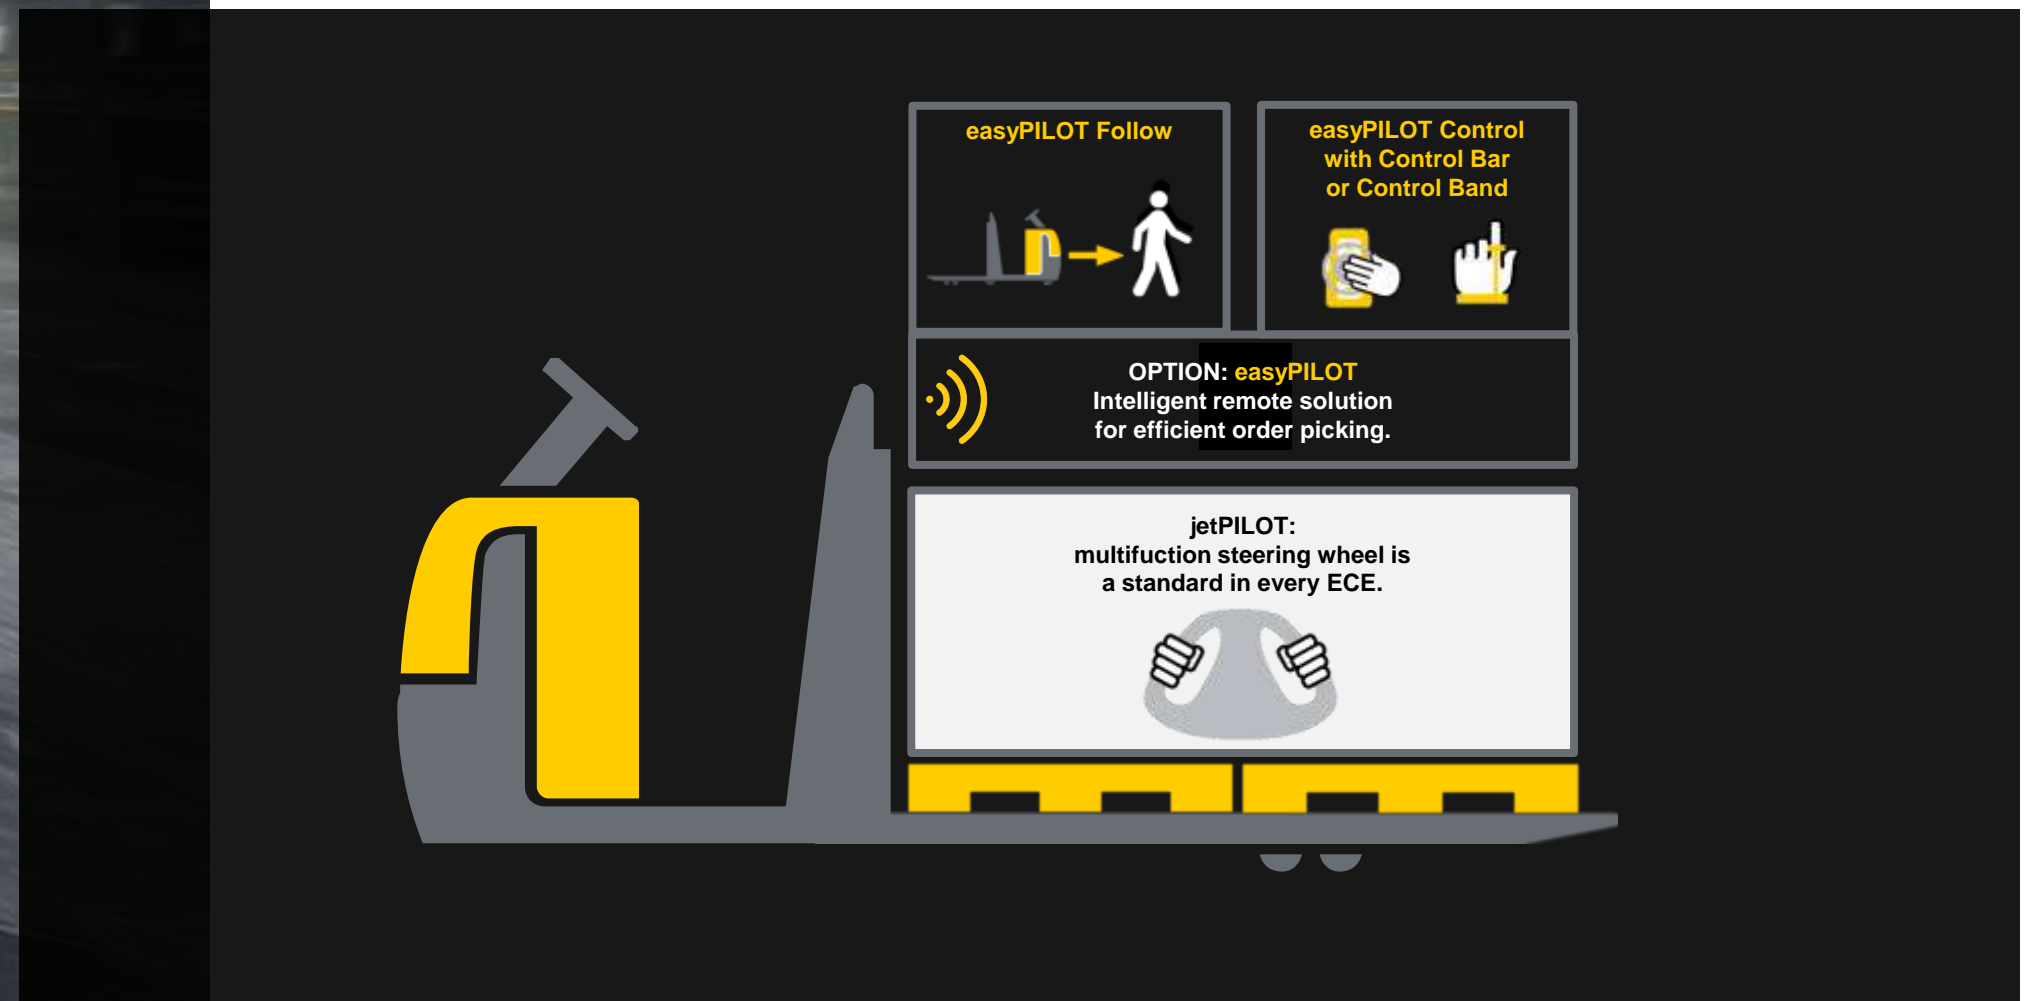 easyPILOT Follow
easyPILOT Control
with Control Bar
or Control Band
OPTION: easyPILOT
Intelligent remote solution
for efficient order picking.
jetPILOT:
multifuction steering wheel is
a standard in every ECE.